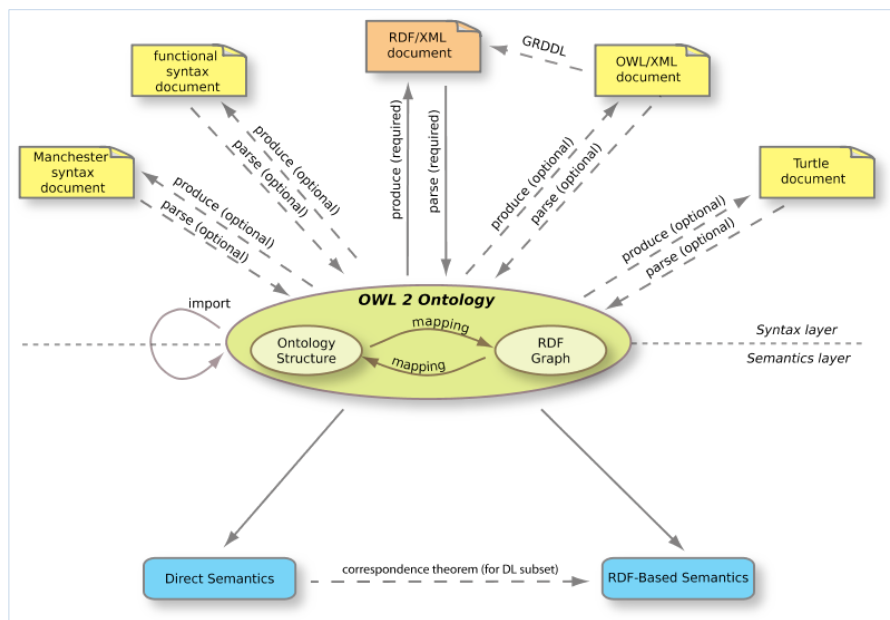 RDF/XML
document
GRDDL
functional
syntax
document
OWL/XML
document
Manchester
syntax
document
Turtle
document
produce (optional)
parse (optional)
produce (optional)
parse (optional)
produce (required)
parse (required)
produce (optional)
parse (optional)
produce (optional)
parse (optional)
OWL 2 Ontology
import
Ontology
Structure
mapping
mapping
RDF
Graph
Syntax layer
Semantics layer
Direct Semantics
correspondence theorem (for DL subset)
RDF-Based Semantics